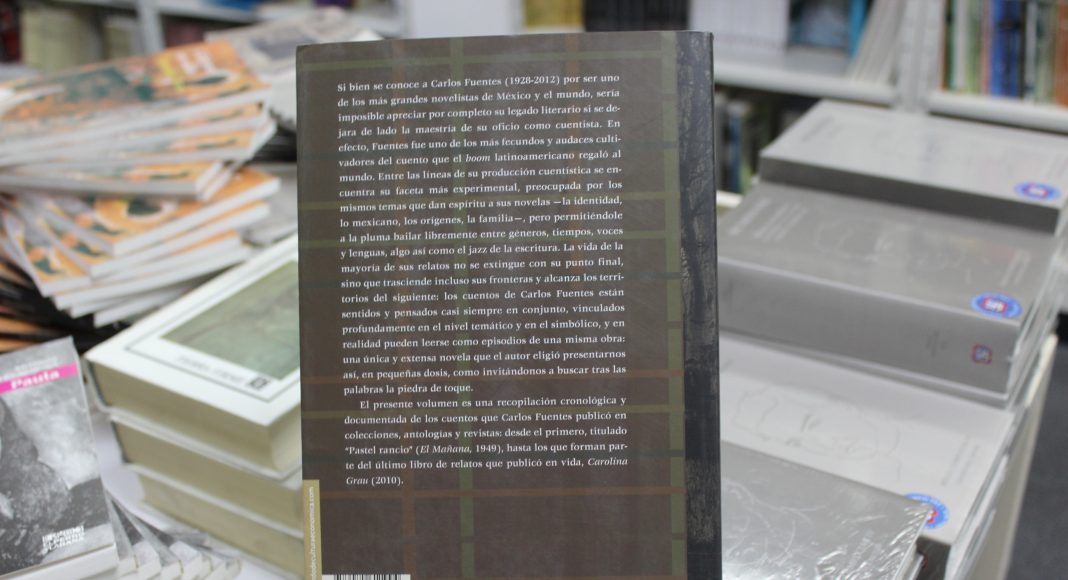 Si bien se conoce a Carlos Fuentes (1928-2012) por ser uno
de los más grandes novelistas de México y el mundo, sería
imposible apreciar por completo su legado literario si se de-
jara de lado la maestría de su oficio como cuentista. En
efecto, Fuentes fue uno de los más fecundos y audaces culti-
vadores del cuento que el boom latinoamericano regaló al
mundo. Entre las líneas de su producción cuentística se en-
cuentra su faceta más experimental, preocupada por los
mismos temas que dan espíritu a sus novelas —la identidad,
lo mexicano, los orígenes, la familia—, pero permitiéndole
a la pluma bailar libremente entre géneros, tiempos, voces
y lenguas, algo así como el jazz de la escritura. La vida de la
mayoría de sus relatos no se extingue con su punto final,
sino que trasciende incluso sus fronteras y alcanza los terri-
torios del siguiente: los cuentos de Carlos Fuentes están
sentidos y pensados casi siempre en conjunto, vinculados
profundamente en el nivel temático y en el simbólico, y en
realidad pueden leerse como episodios de una misma obra:
una única y extensa novela que el autor eligió presentarnos
así, en pequeñas dosis, como invitándonos a buscar tras las
palabras la piedra de toque.
El presente volumen es una recopilación cronológica y
documentada de los cuentos que Carlos Fuentes publicó en
colecciones, antologías y revistas: desde el primero, titulado
"Pastel rancio" (El Mañana, 1949), hasta los que forman par-
te del último libro de relatos que publicó en vida, Carolina
Grau (2010).
Paula